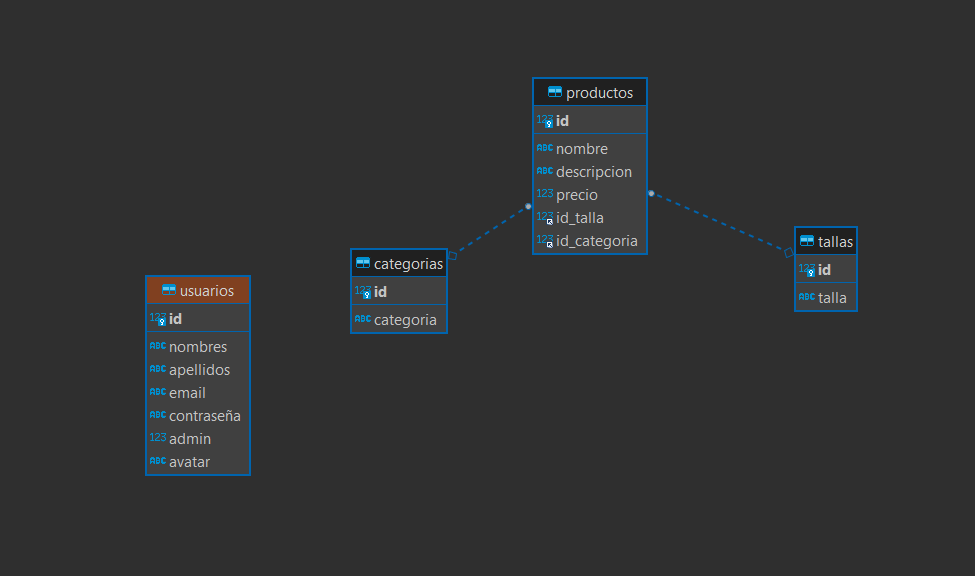 productos
123 id
ABC nombre
ABC descripcion
123 precio
123 id_talla
123 id_categoria
categorias
123 id
ABC categoria
tallas
123 id
ABC talla
usuarios
123 id
ABC nombres
ABC apellidos
ABC email
ABC contraseña
123 admin
ABC avatar